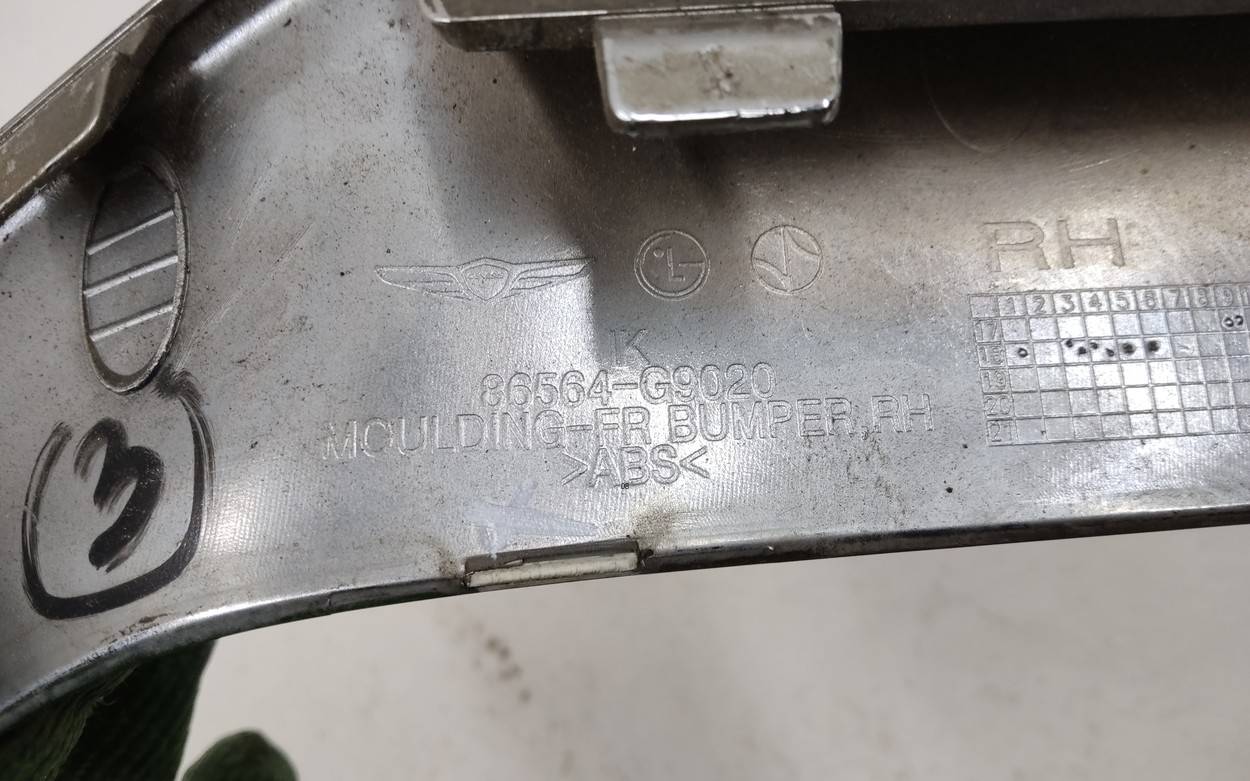 RH
1 2 3 4 5 6 7 8 9
17
18
19
20
21
IK
86564-G9020
MOULDING-FR BUMPER,RH
>ABS<
3